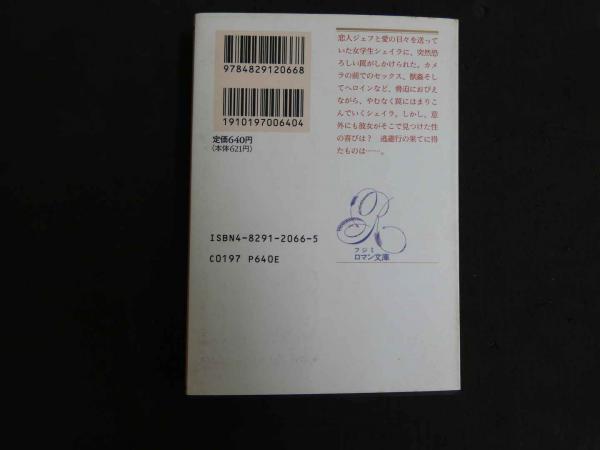 9784829120668
1910197006404
定価640円
(本体621円)
ISBN4-8291-2066-5
C0197 P640E
恋人ジェフと愛の日々を送って
いた女学生シェイラに、突然恐
ろしい罠がしかけられた。カメ
ラの前でのセックス、獣姦そし
てヘロインなど、脅迫におびえ
ながら、やむなく罠にはまりこ
んでいくシェイラ。しかし、意
外にも彼女がそこで見つけた性
の喜びは? 逃避行の果てに得
たものは……。
R
フジミ
ロマン文庫